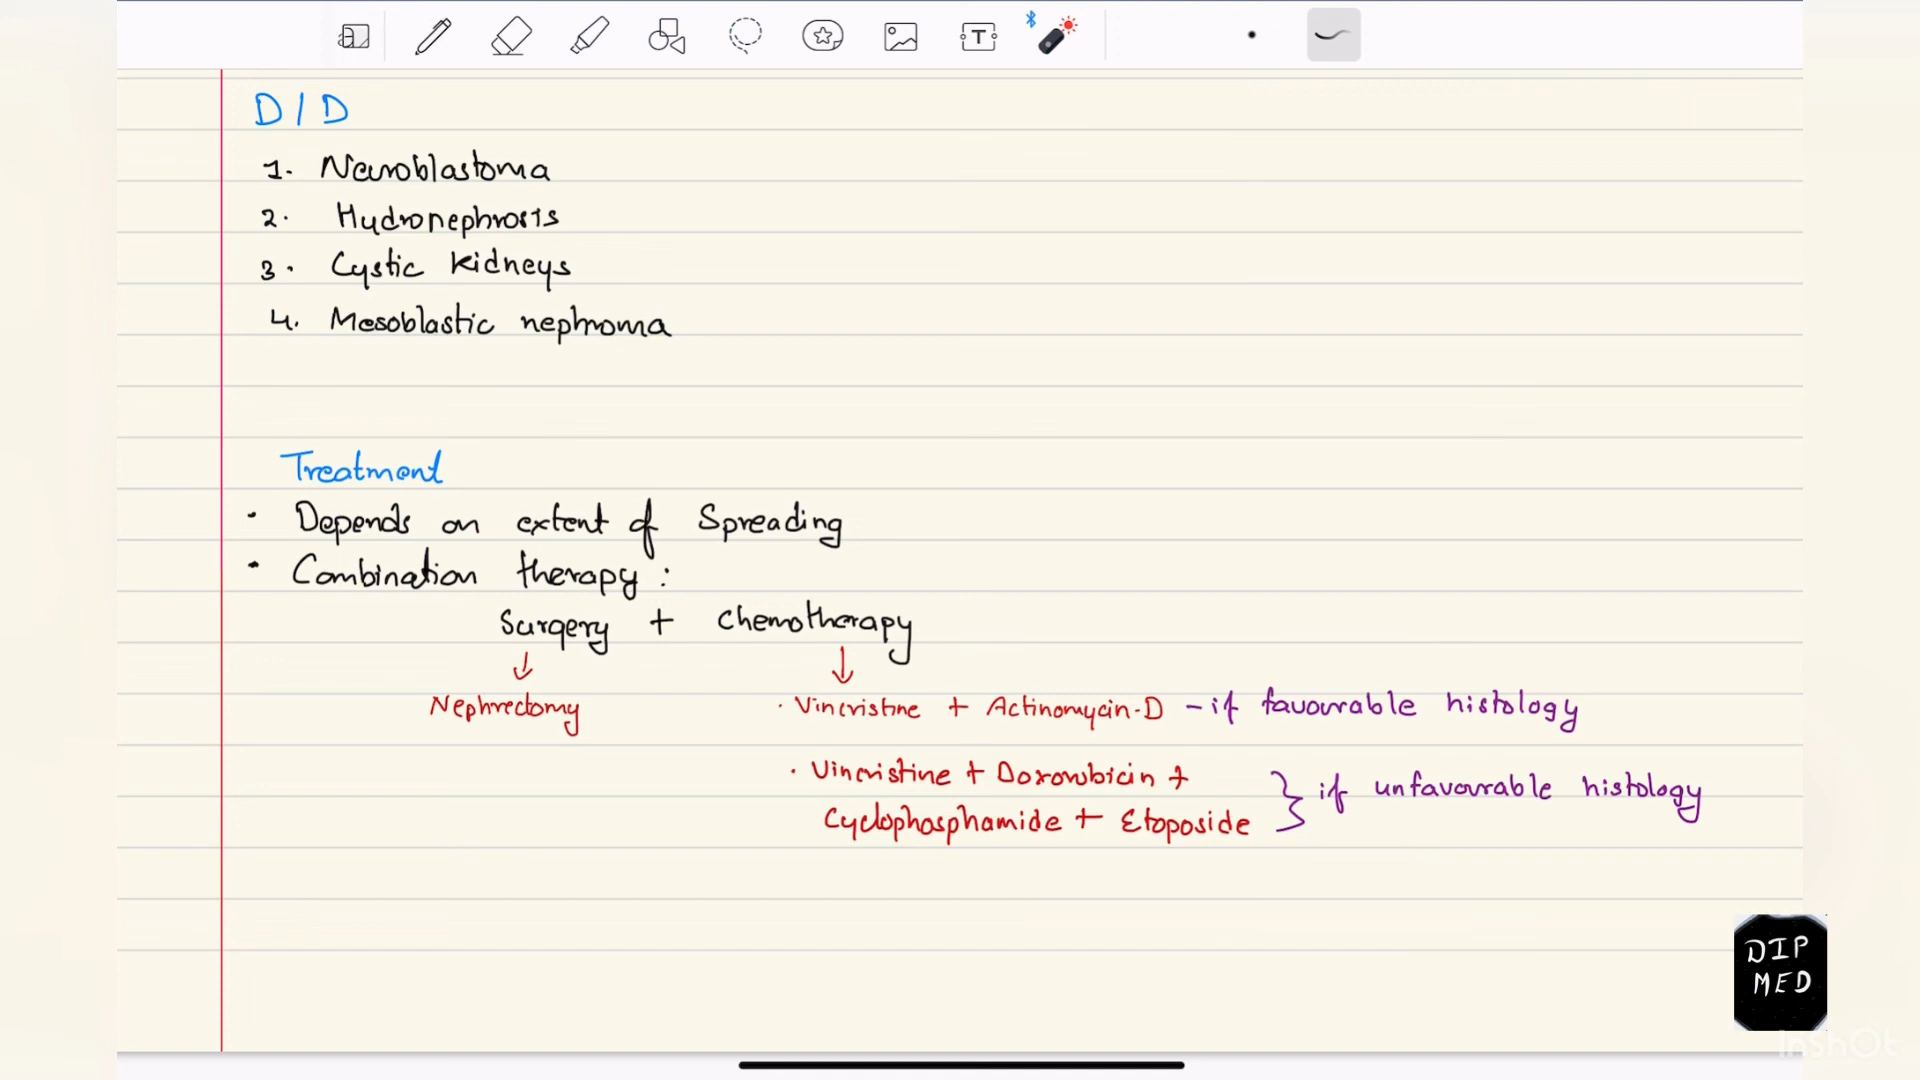 D/D
1. Neuroblastoma
2. Hydronephrosis
3. Cystic kidneys
4. Mesoblastic nephroma
Treatment
• Depends on extent of Spreading
• Combination therapy:
Surgery + Chemotherapy
↓ ↓
Nephrectomy
• Vincristine + Actinomycin-D - if favourable histology
• Vincristine + Doxorubicin +
Cyclophosphamide + Etoposide } if unfavourable histology
DIP
MED
InShOt